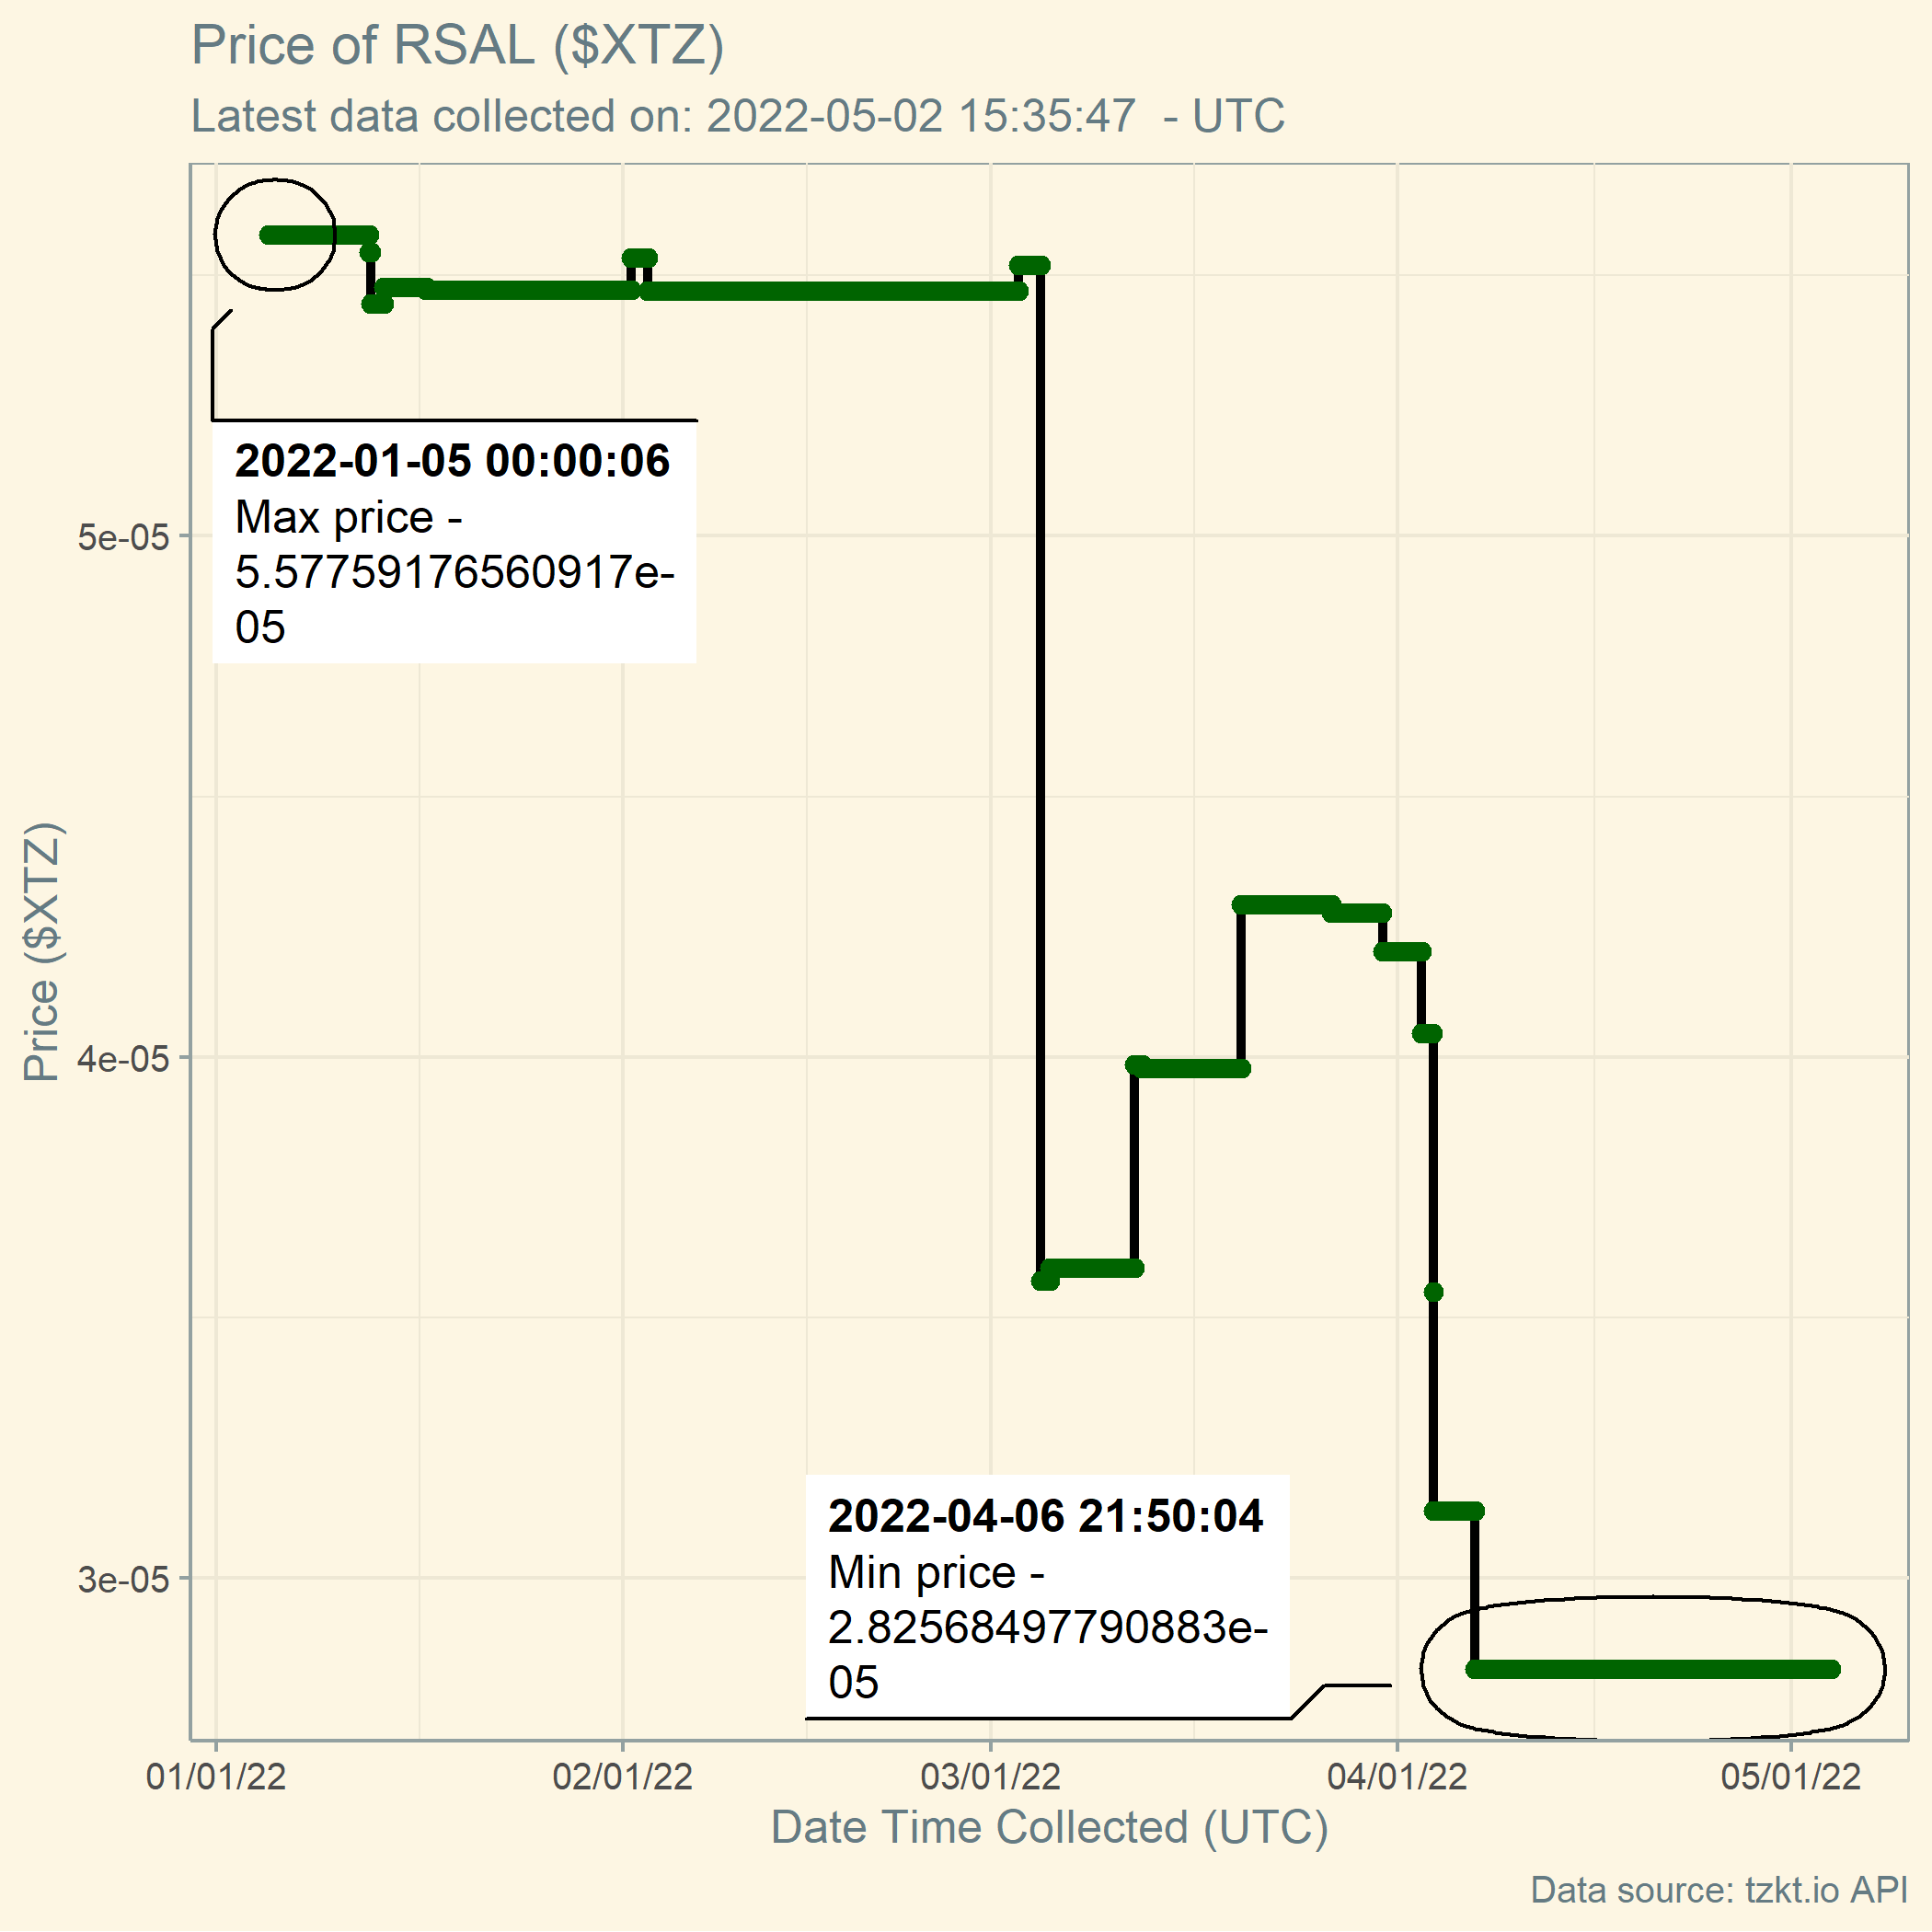 Price of RSAL ($XTZ)
Latest data collected on: 2022-05-02 15:35:47  - UTC
2022-01-05 00:00:06
Max price -
5.57759176560917e-
05
5e-05
Price ($XTZ)
4e-05
2022-04-06 21:50:04
Min price -
2.82568497790883e-
05
3e-05
01/01/22
02/01/22
03/01/22
04/01/22
05/01/22
Date Time Collected (UTC)
Data source: tzkt.io API